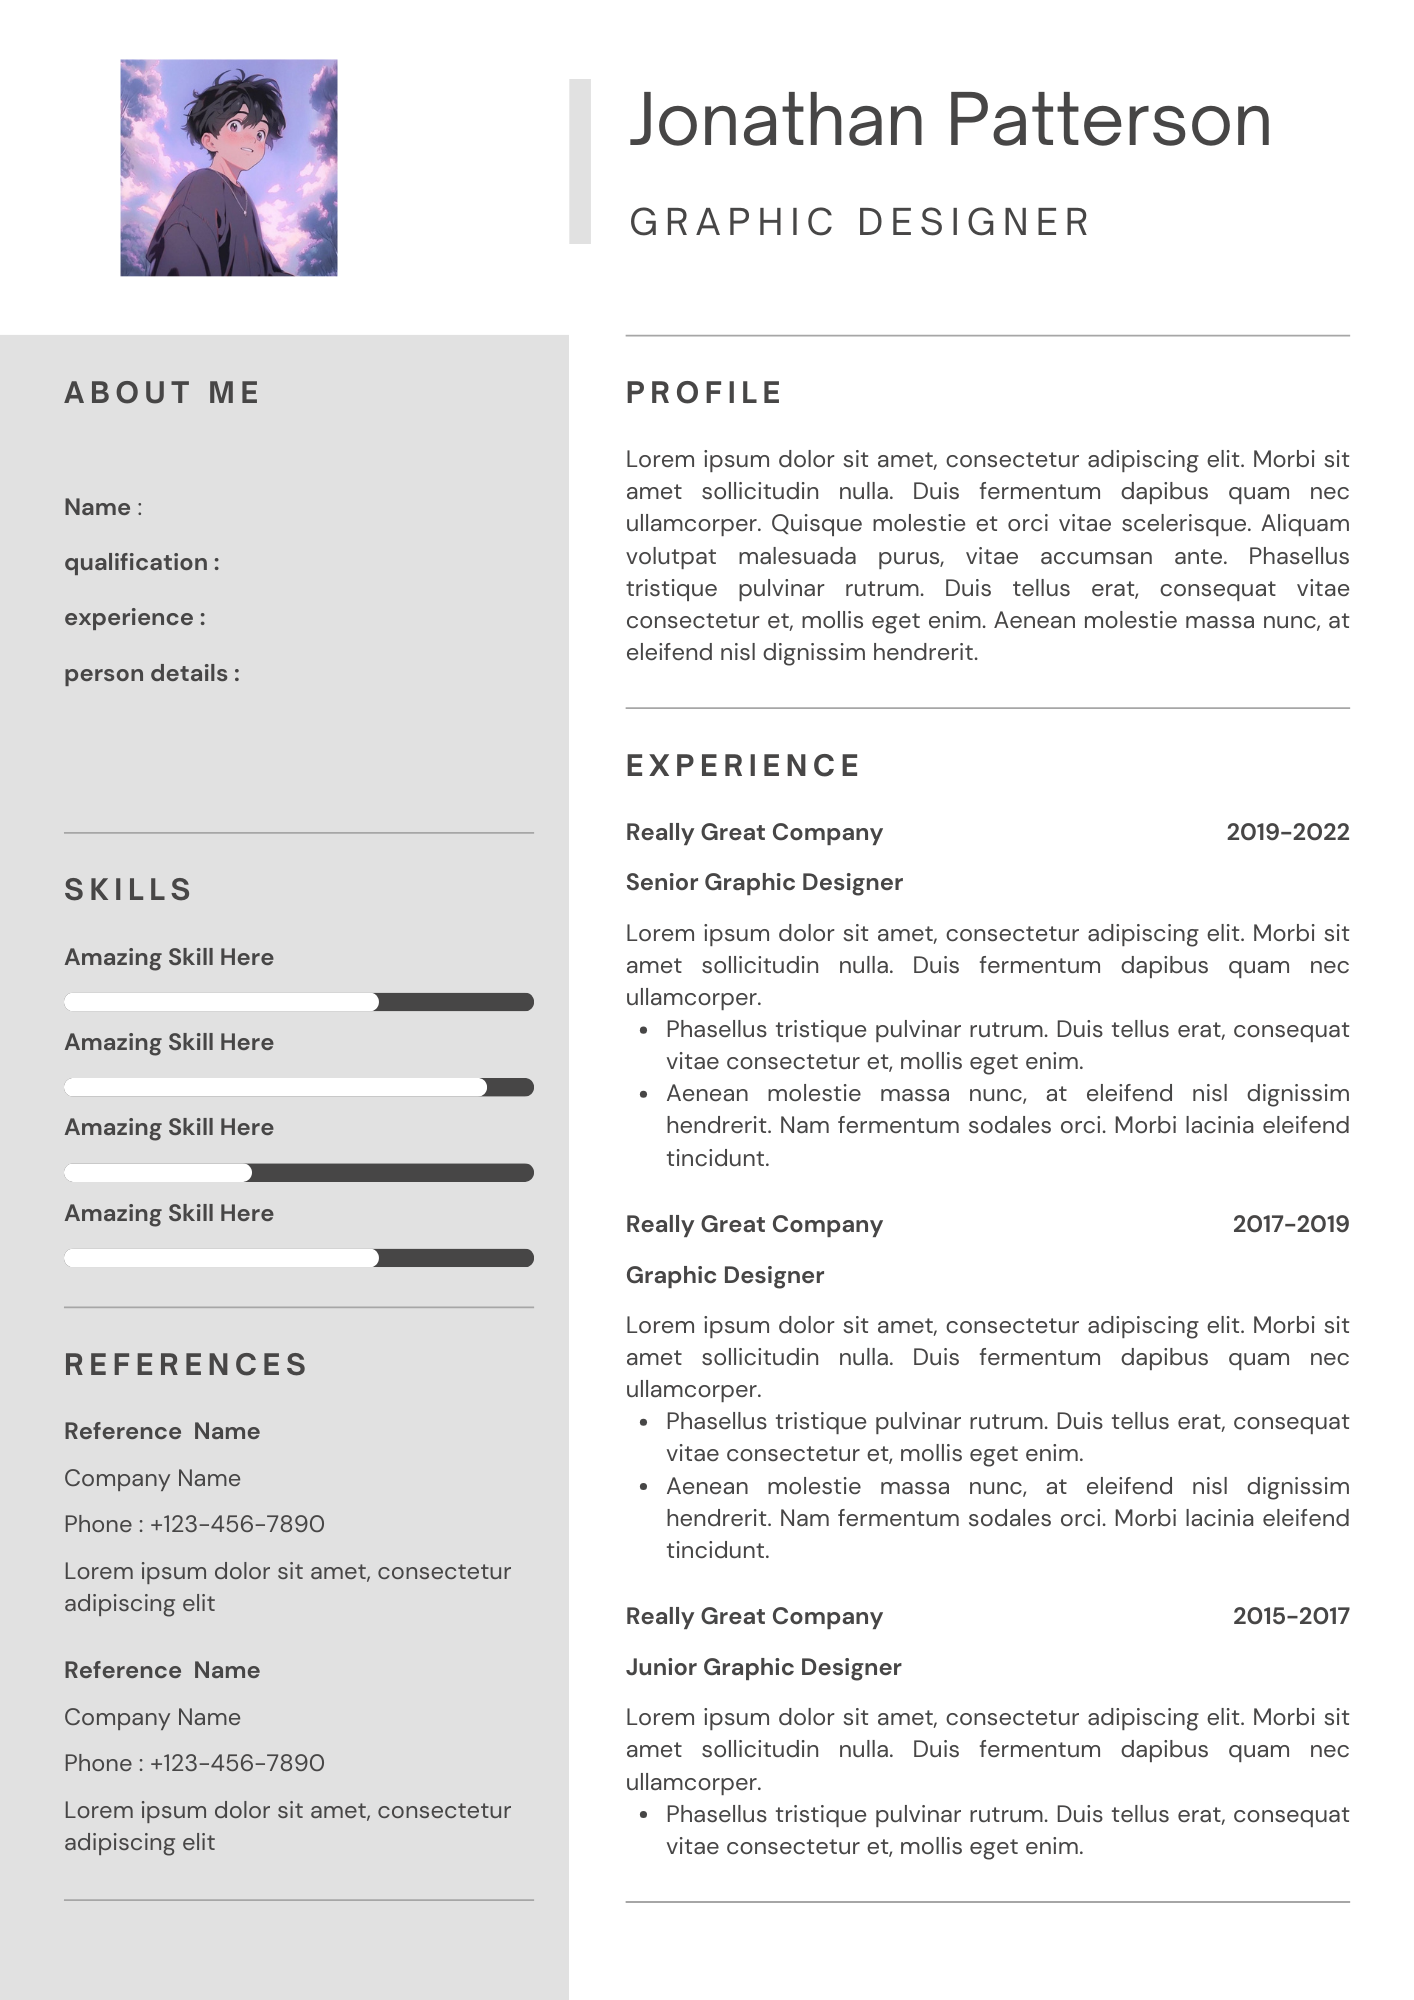 Jonathan Patterson
GRAPHIC DESIGNER
ABOUT ME
Name :
qualification :
experience :
person details :
SKILLS
Amazing Skill Here
Amazing Skill Here
Amazing Skill Here
Amazing Skill Here
REFERENCES
Reference  Name
Company Name
Phone : +123-456-7890
Lorem ipsum dolor sit amet, consectetur
adipiscing elit
Reference  Name
Company Name
Phone : +123-456-7890
Lorem ipsum dolor sit amet, consectetur
adipiscing elit
PROFILE
Lorem ipsum dolor sit amet, consectetur adipiscing elit. Morbi sit
amet sollicitudin nulla. Duis fermentum dapibus quam nec
ullamcorper. Quisque molestie et orci vitae scelerisque. Aliquam
volutpat malesuada purus, vitae accumsan ante. Phasellus
tristique pulvinar rutrum. Duis tellus erat, consequat vitae
consectetur et, mollis eget enim. Aenean molestie massa nunc, at
eleifend nisl dignissim hendrerit.
EXPERIENCE
Really Great Company 2019-2022
Senior Graphic Designer
Lorem ipsum dolor sit amet, consectetur adipiscing elit. Morbi sit
amet sollicitudin nulla. Duis fermentum dapibus quam nec
ullamcorper.
• Phasellus tristique pulvinar rutrum. Duis tellus erat, consequat
vitae consectetur et, mollis eget enim.
• Aenean molestie massa nunc, at eleifend nisl dignissim
hendrerit. Nam fermentum sodales orci. Morbi lacinia eleifend
tincidunt.
Really Great Company 2017-2019
Graphic Designer
Lorem ipsum dolor sit amet, consectetur adipiscing elit. Morbi sit
amet sollicitudin nulla. Duis fermentum dapibus quam nec
ullamcorper.
• Phasellus tristique pulvinar rutrum. Duis tellus erat, consequat
vitae consectetur et, mollis eget enim.
• Aenean molestie massa nunc, at eleifend nisl dignissim
hendrerit. Nam fermentum sodales orci. Morbi lacinia eleifend
tincidunt.
Really Great Company 2015-2017
Junior Graphic Designer
Lorem ipsum dolor sit amet, consectetur adipiscing elit. Morbi sit
amet sollicitudin nulla. Duis fermentum dapibus quam nec
ullamcorper.
• Phasellus tristique pulvinar rutrum. Duis tellus erat, consequat
vitae consectetur et, mollis eget enim.